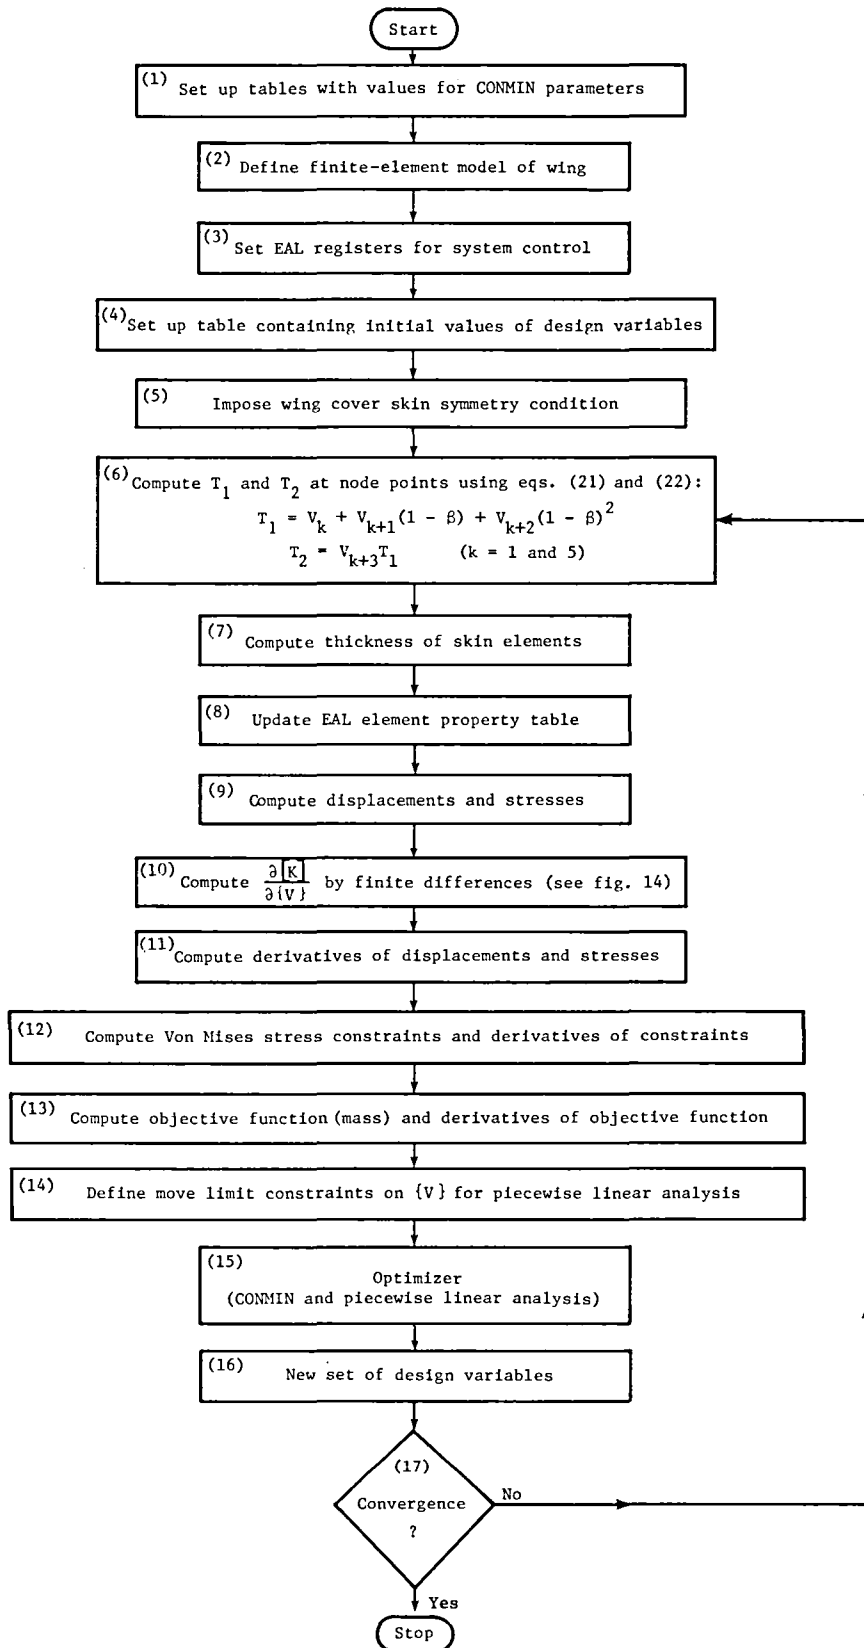 Start
(1) Set up tables with values for CONMIN parameters
(2) Define finite-element model of wing
(3) Set EAL registers for system control
(4) Set up table containing initial values of design variables
(5) Impose wing cover skin symmetry condition
(6) Compute T₁ and T₂ at node points using eqs. (21) and (22):
T₁ = Vₖ + Vₖ₊₁(1 - β) + Vₖ₊₂(1 - β)²
T₂ = Vₖ₊₃T₁ (k = 1 and 5)
(7) Compute thickness of skin elements
(8) Update EAL element property table
(9) Compute displacements and stresses
(10) Compute ∂[K]/∂{V} by finite differences (see fig. 14)
(11) Compute derivatives of displacements and stresses
(12) Compute Von Mises stress constraints and derivatives of constraints
(13) Compute objective function (mass) and derivatives of objective function
(14) Define move limit constraints on {V} for piecewise linear analysis
(15)
Optimizer
(CONMIN and piecewise linear analysis)
(16) New set of design variables
(17)
Convergence
?
No
Yes
Stop